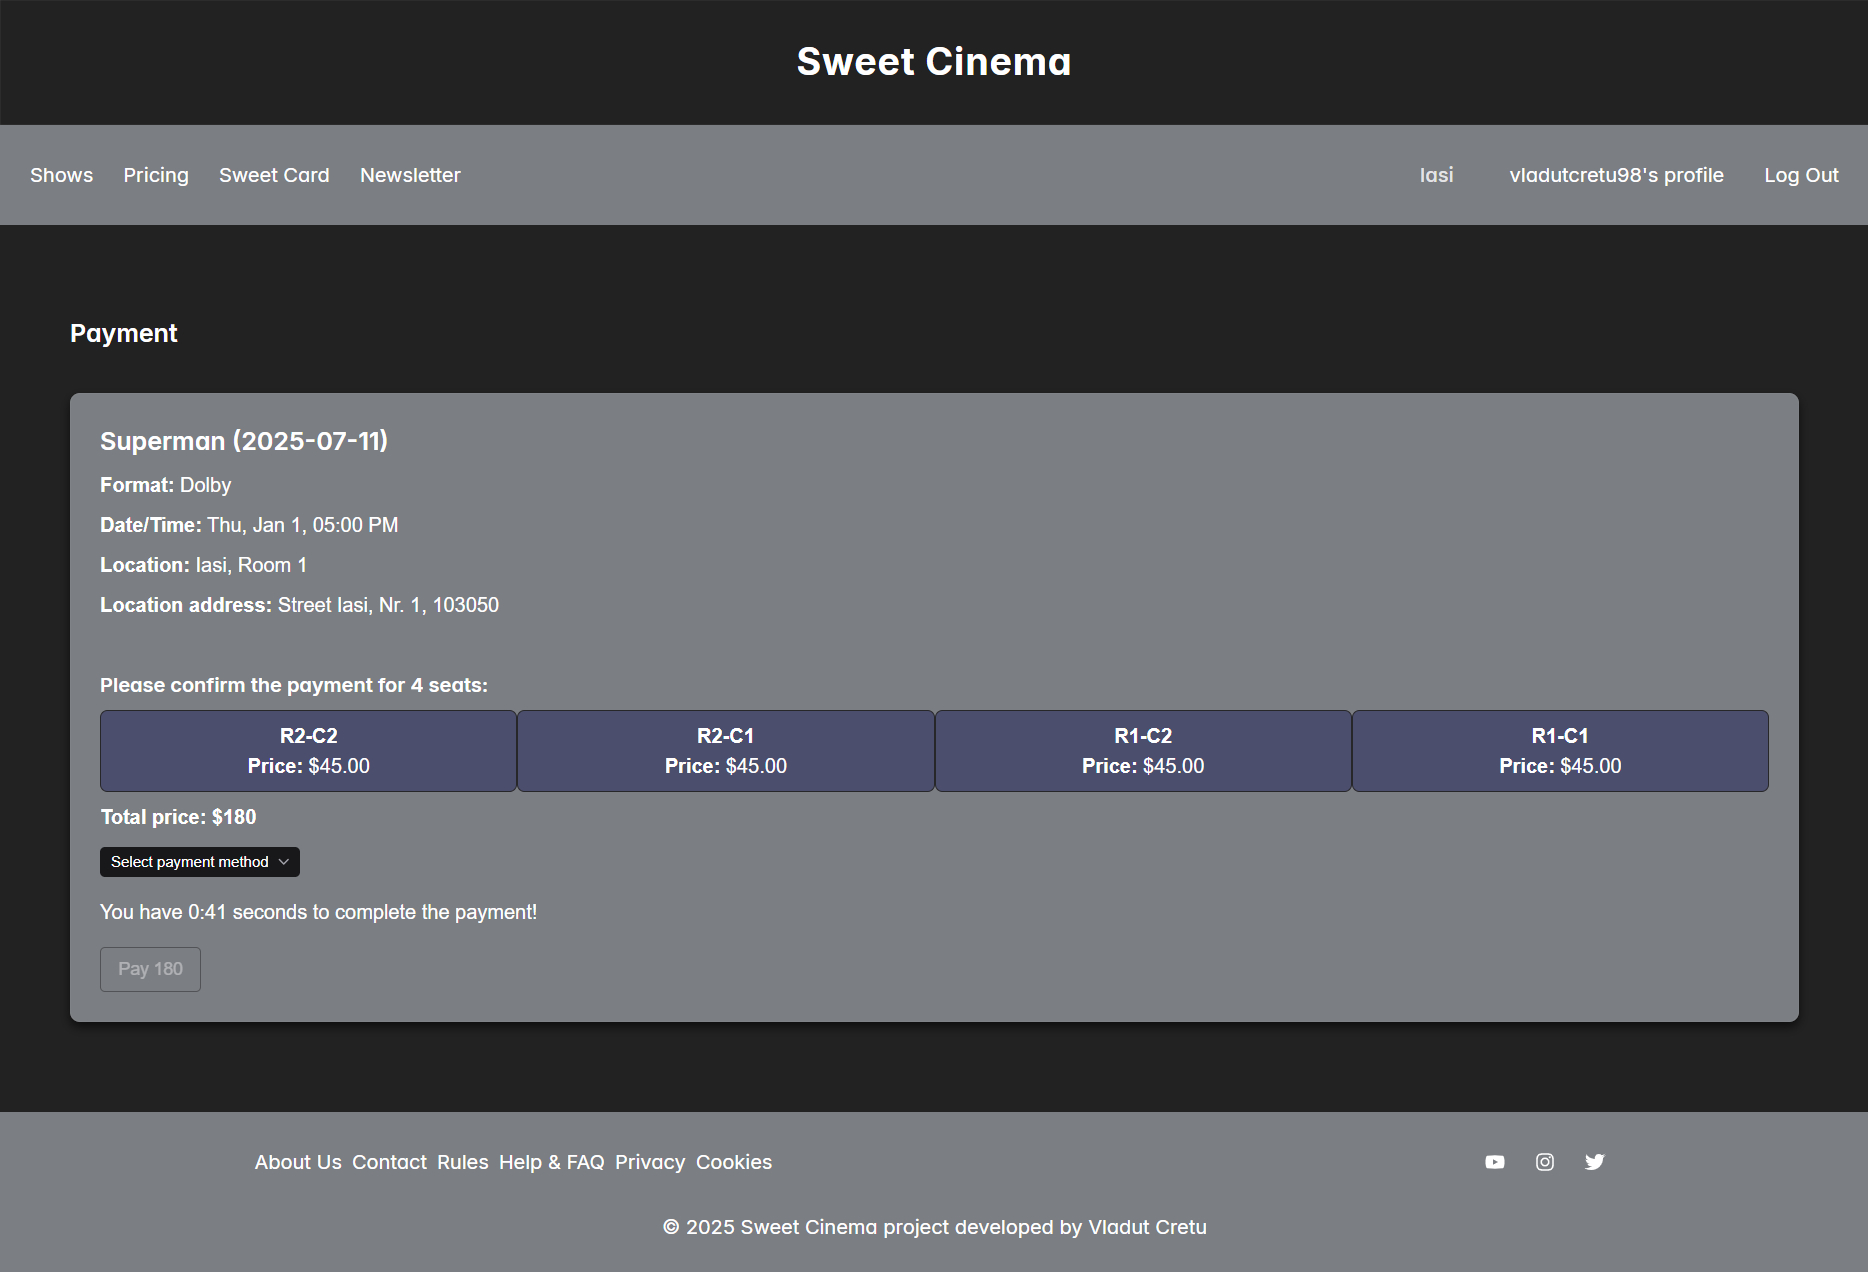 Sweet Cinema
Shows Pricing Sweet Card Newsletter Iasi vladutcretu98's profile Log Out
Payment
Superman (2025-07-11)
Format: Dolby
Date/Time: Thu, Jan 1, 05:00 PM
Location: Iasi, Room 1
Location address: Street Iasi, Nr. 1, 103050
Please confirm the payment for 4 seats:
R2-C2 R2-C1 R1-C2 R1-C1
Price: $45.00 Price: $45.00 Price: $45.00 Price: $45.00
Total price: $180
Select payment method
You have 0:41 seconds to complete the payment!
Pay 180
About Us Contact Rules Help & FAQ Privacy Cookies
© 2025 Sweet Cinema project developed by Vladut Cretu